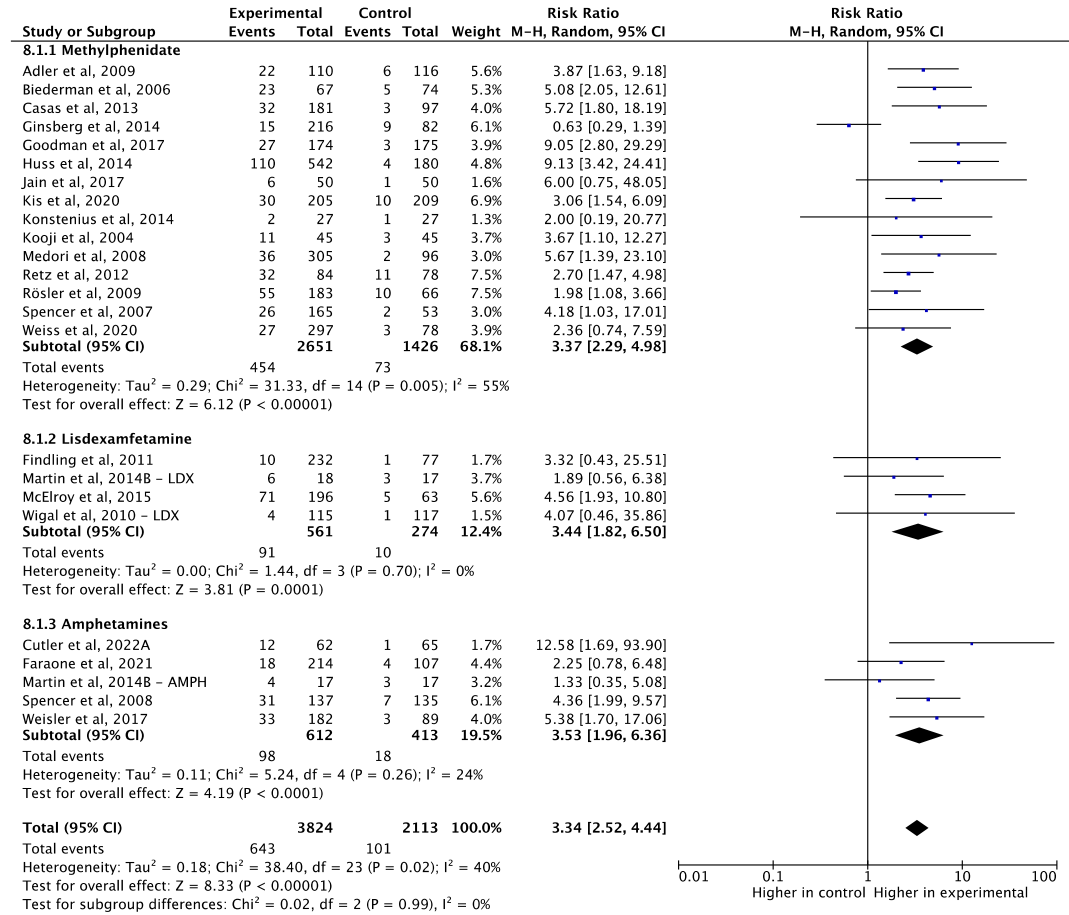 Experimental Control Risk Ratio Risk Ratio
Study or Subgroup Events Total Events Total Weight M-H, Random, 95% CI M-H, Random, 95% CI
8.1.1 Methylphenidate
Adler et al, 2009 22 110 6 116 5.6% 3.87 [1.63, 9.18]
Biederman et al, 2006 23 67 5 74 5.3% 5.08 [2.05, 12.61]
Casas et al, 2013 32 181 3 97 4.0% 5.72 [1.80, 18.19]
Ginsberg et al, 2014 15 216 9 82 6.1% 0.63 [0.29, 1.39]
Goodman et al, 2017 27 174 3 175 3.9% 9.05 [2.80, 29.29]
Huss et al, 2014 110 542 4 180 4.8% 9.13 [3.42, 24.41]
Jain et al, 2017 6 50 1 50 1.6% 6.00 [0.75, 48.05]
Kis et al, 2020 30 205 10 209 6.9% 3.06 [1.54, 6.09]
Konstenius et al, 2014 2 27 1 27 1.3% 2.00 [0.19, 20.77]
Kooji et al, 2004 11 45 3 45 3.7% 3.67 [1.10, 12.27]
Medori et al, 2008 36 305 2 96 3.0% 5.67 [1.39, 23.10]
Retz et al, 2012 32 84 11 78 7.5% 2.70 [1.47, 4.98]
Rösler et al, 2009 55 183 10 66 7.5% 1.98 [1.08, 3.66]
Spencer et al, 2007 26 165 2 53 3.0% 4.18 [1.03, 17.01]
Weiss et al, 2020 27 297 3 78 3.9% 2.36 [0.74, 7.59]
Subtotal (95% CI) 2651 1426 68.1% 3.37 [2.29, 4.98]
Total events 454 73
Heterogeneity: Tau² = 0.29; Chi² = 31.33, df = 14 (P = 0.005); I² = 55%
Test for overall effect: Z = 6.12 (P < 0.00001)
8.1.2 Lisdexamfetamine
Findling et al, 2011 10 232 1 77 1.7% 3.32 [0.43, 25.51]
Martin et al, 2014B - LDX 6 18 3 17 3.7% 1.89 [0.56, 6.38]
McElroy et al, 2015 71 196 5 63 5.6% 4.56 [1.93, 10.80]
Wigal et al, 2010 - LDX 4 115 1 117 1.5% 4.07 [0.46, 35.86]
Subtotal (95% CI) 561 274 12.4% 3.44 [1.82, 6.50]
Total events 91 10
Heterogeneity: Tau² = 0.00; Chi² = 1.44, df = 3 (P = 0.70); I² = 0%
Test for overall effect: Z = 3.81 (P = 0.0001)
8.1.3 Amphetamines
Cutler et al, 2022A 12 62 1 65 1.7% 12.58 [1.69, 93.90]
Faraone et al, 2021 18 214 4 107 4.4% 2.25 [0.78, 6.48]
Martin et al, 2014B - AMPH 4 17 3 17 3.2% 1.33 [0.35, 5.08]
Spencer et al, 2008 31 137 7 135 6.1% 4.36 [1.99, 9.57]
Weisler et al, 2017 33 182 3 89 4.0% 5.38 [1.70, 17.06]
Subtotal (95% CI) 612 413 19.5% 3.53 [1.96, 6.36]
Total events 98 18
Heterogeneity: Tau² = 0.11; Chi² = 5.24, df = 4 (P = 0.26); I² = 24%
Test for overall effect: Z = 4.19 (P < 0.0001)
Total (95% CI) 3824 2113 100.0% 3.34 [2.52, 4.44]
Total events 643 101
Heterogeneity: Tau² = 0.18; Chi² = 38.40, df = 23 (P = 0.02); I² = 40%
Test for overall effect: Z = 8.33 (P < 0.00001)
Test for subgroup differences: Chi² = 0.02, df = 2 (P = 0.99), I² = 0%
0.01 0.1 1 10 100
Higher in control Higher in experimental